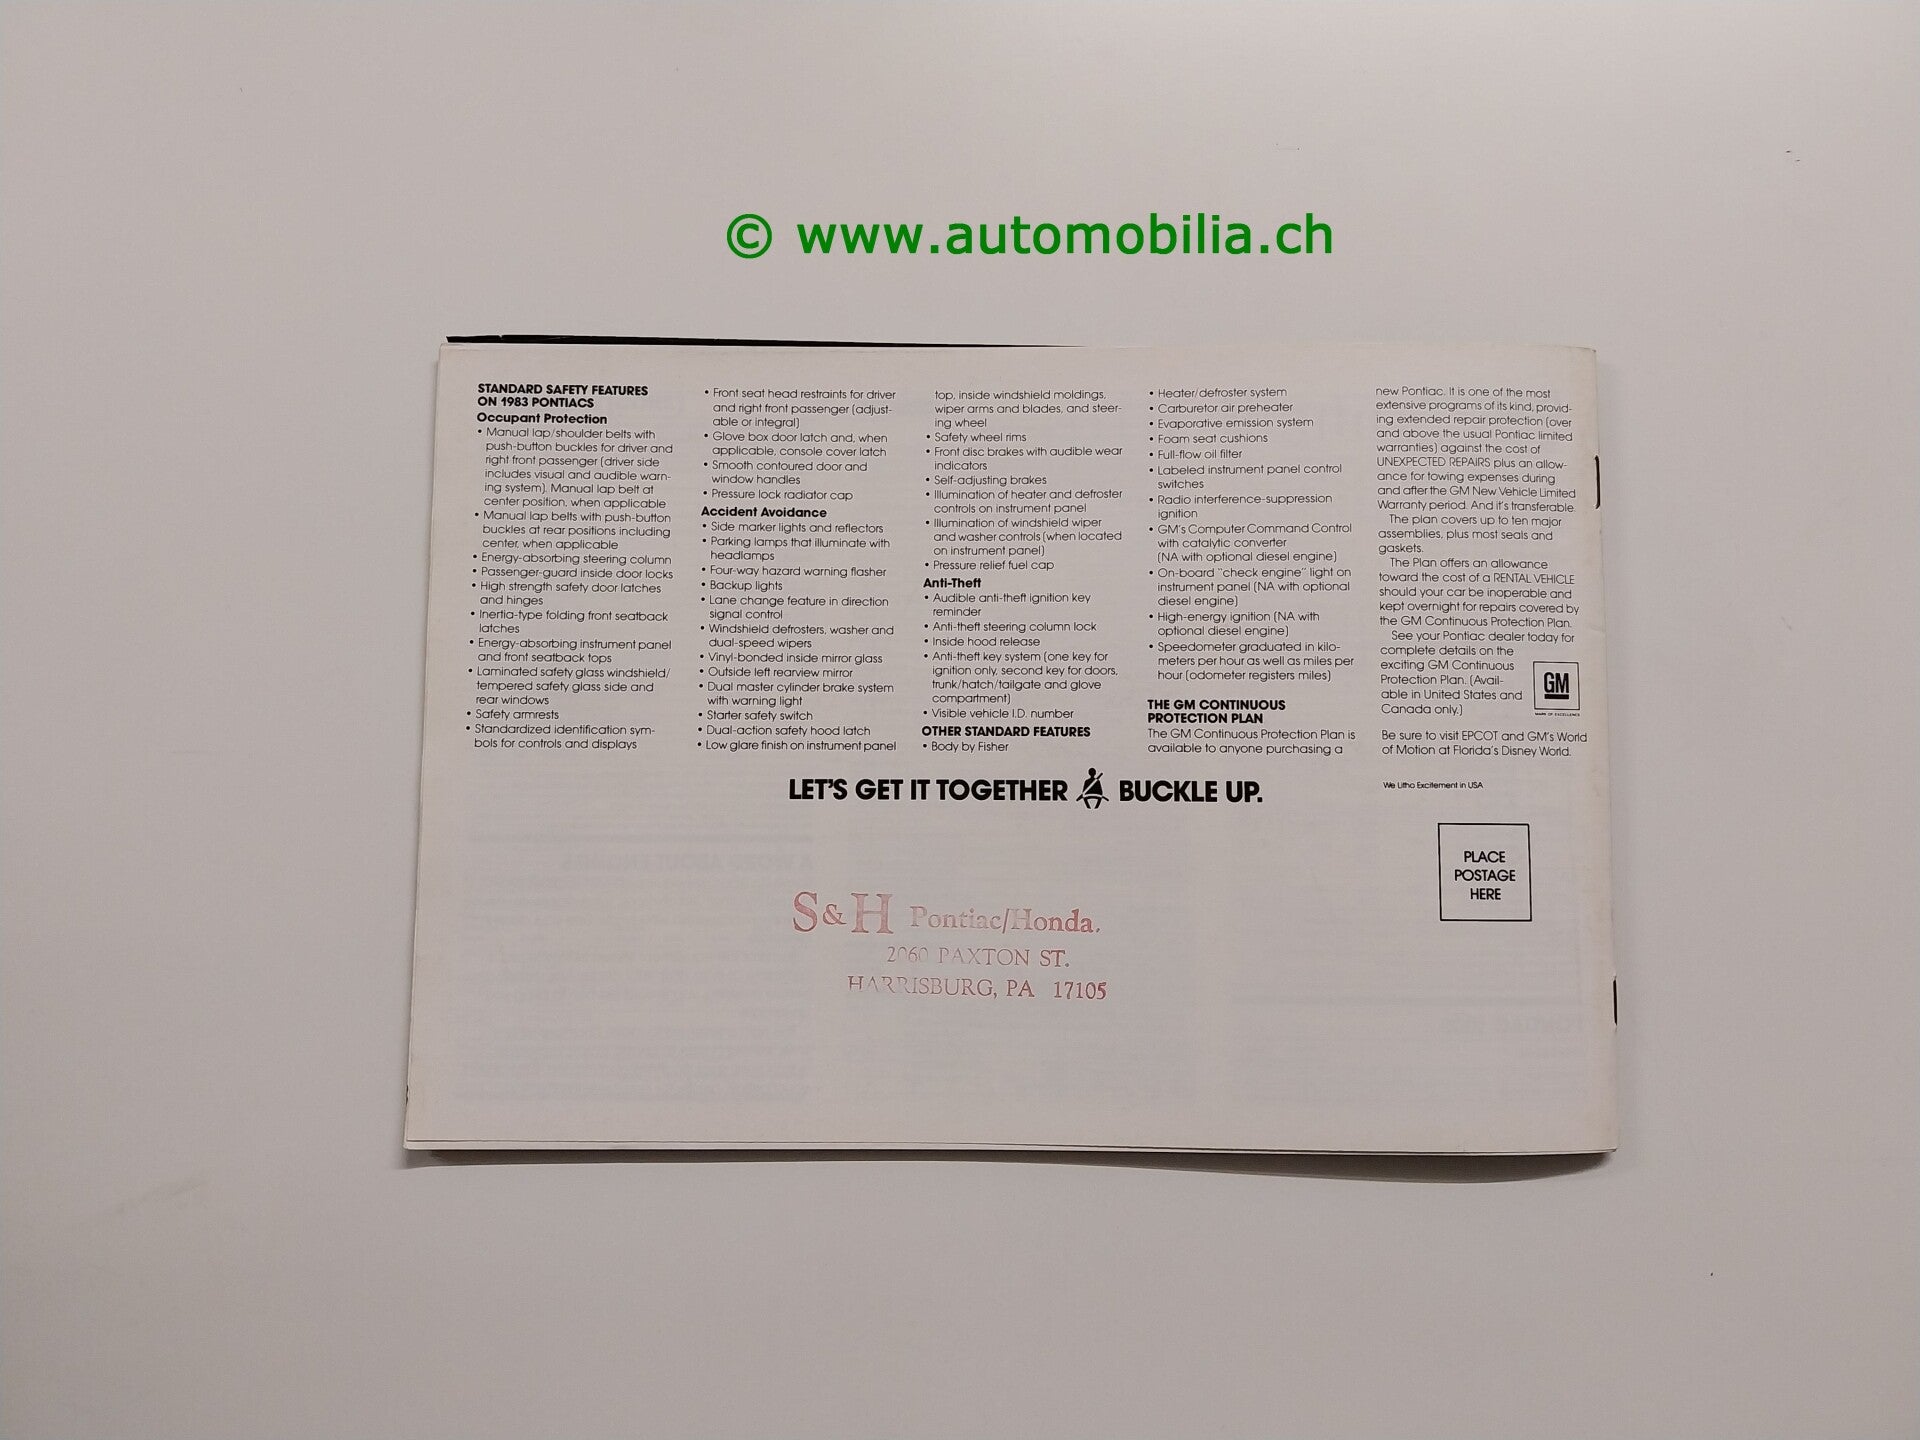 © www.automobilia.ch
STANDARD SAFETY FEATURES
ON 1983 PONTIACS
Occupant Protection
• Manual lap/shoulder belts with
push-button buckles for driver and
right front passenger (driver side
includes visual and audible warn-
ing system). Manual lap belt at
center position, when applicable
• Manual lap belts with push-button
buckles at rear positions including
center, when applicable
• Energy-absorbing steering column
• Passenger-guard inside door locks
• High strength safety door latches
and hinges
• Inertia-type folding front seatback
latches
• Energy-absorbing instrument panel
and front seatback tops
• Laminated safety glass windshield/
tempered safety glass side and
rear windows
• Safety armrests
• Standardized identification sym-
bols for controls and displays
• Front seat head restraints for driver
and right front passenger (adjust-
able or integral)
• Glove box door latch and, when
applicable, console cover latch
• Smooth contoured door and
window handles
• Pressure lock radiator cap
Accident Avoidance
• Side marker lights and reflectors
• Parking lamps that illuminate with
headlamps
• Four-way hazard warning flasher
• Backup lights
• Lane change feature in direction
signal control
• Windshield defrosters, washer and
dual-speed wipers
• Vinyl-bonded inside mirror glass
• Outside left rearview mirror
• Dual master cylinder brake system
with warning light
• Starter safety switch
• Dual-action safety hood latch
• Low glare finish on instrument panel
top, inside windshield moldings,
wiper arms and blades, and steer-
ing wheel
• Safety wheel rims
• Front disc brakes with audible wear
indicators
• Self-adjusting brakes
• Illumination of heater and defroster
controls on instrument panel
• Illumination of windshield wiper
and washer controls (when located
on instrument panel)
• Pressure relief fuel cap
Anti-Theft
• Audible anti-theft ignition key
reminder
• Anti-theft steering column lock
• Inside hood release
• Anti-theft key system (one key for
ignition only, second key for doors,
trunk/hatch/tailgate and glove
compartment)
• Visible vehicle I.D. number
OTHER STANDARD FEATURES
• Body by Fisher
• Heater/defroster system
• Carburetor air preheater
• Evaporative emission system
• Foam seat cushions
• Full-flow oil filter
• Labeled instrument panel control
switches
• Radio interference-suppression
ignition
• GM's Computer Command Control
with catalytic converter
(NA with optional diesel engine)
• On-board "check engine" light on
instrument panel (NA with optional
diesel engine)
• High-energy ignition (NA with
optional diesel engine)
• Speedometer graduated in kilo-
meters per hour as well as miles per
hour (odometer registers miles)
THE GM CONTINUOUS
PROTECTION PLAN
The GM Continuous Protection Plan is
available to anyone purchasing a
new Pontiac. It is one of the most
extensive programs of its kind, provid-
ing extended repair protection (over
and above the usual Pontiac limited
warranties) against the cost of
UNEXPECTED REPAIRS plus an allow-
ance for towing expenses during
and after the GM New Vehicle Limited
Warranty period. And it's transferable.
The plan covers up to ten major
assemblies, plus most seals and
gaskets.
The Plan offers an allowance
toward the cost of a RENTAL VEHICLE
should your car be inoperable and
kept overnight for repairs covered by
the GM Continuous Protection Plan.
See your Pontiac dealer today for
complete details on the
exciting GM Continuous
Protection Plan. (Avail-
able in United States and
Canada only.)
GM
MARK OF EXCELLENCE
Be sure to visit EPCOT and GM's World
of Motion at Florida's Disney World.
LET'S GET IT TOGETHER BUCKLE UP.
We Litho Excitement in USA
PLACE
POSTAGE
HERE
S&H Pontiac/Honda.
2060 PAXTON ST.
HARRISBURG, PA 17105